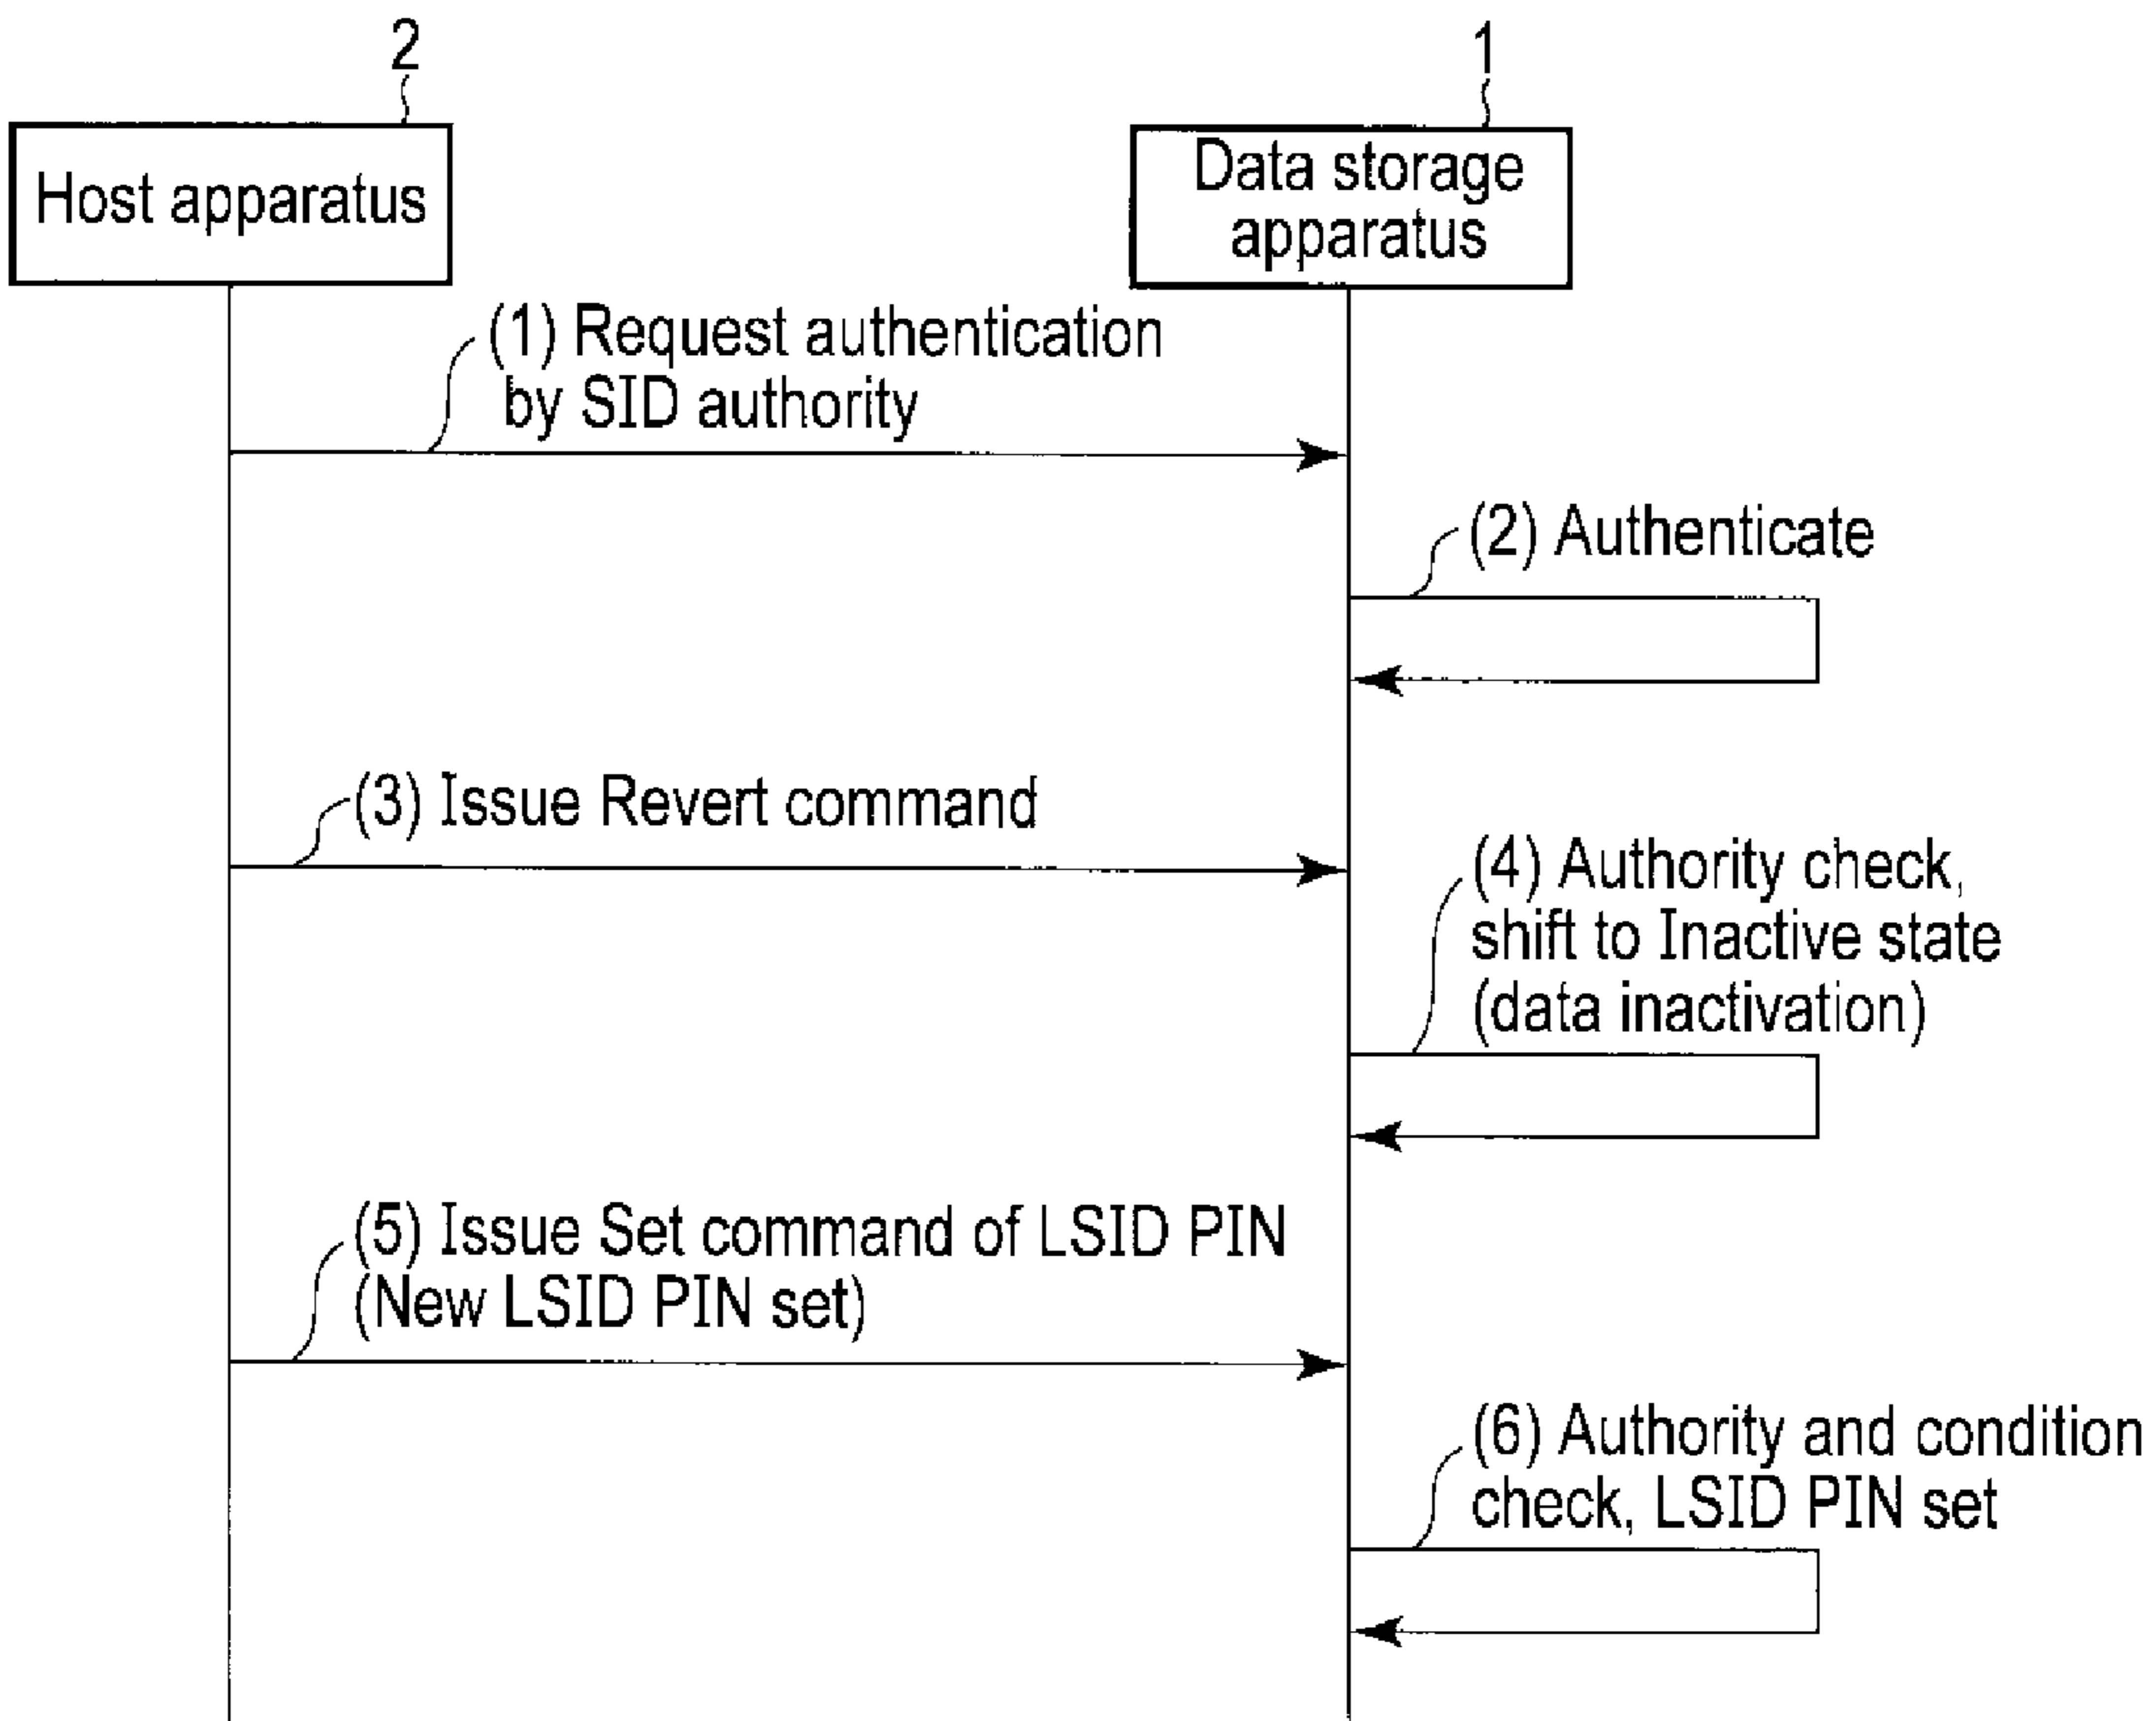 2
1
Host apparatus
Data storage
apparatus
(1) Request authentication
by SID authority
(2) Authenticate
(3) Issue Revert command
(4) Authority check,
shift to Inactive state
(data inactivation)
(5) Issue Set command of LSID PIN
(New LSID PIN set)
(6) Authority and condition
check, LSID PIN set